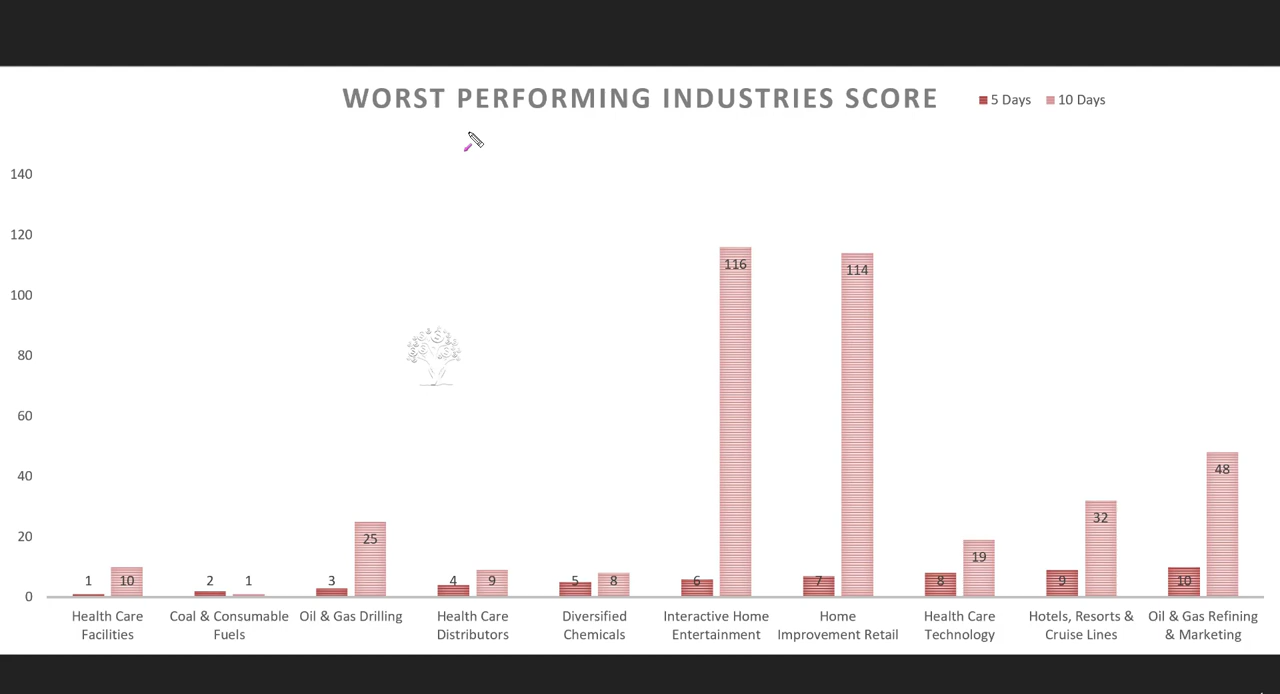 WORST PERFORMING INDUSTRIES SCORE
5 Days
10 Days
140
120
100
80
60
40
20
0
1
10
2
1
3
25
4
9
5
8
6
116
7
114
8
19
9
32
10
48
Health Care
Facilities
Coal & Consumable
Fuels
Oil & Gas Drilling
Health Care
Distributors
Diversified
Chemicals
Interactive Home
Entertainment
Home
Improvement Retail
Health Care
Technology
Hotels, Resorts &
Cruise Lines
Oil & Gas Refining
& Marketing